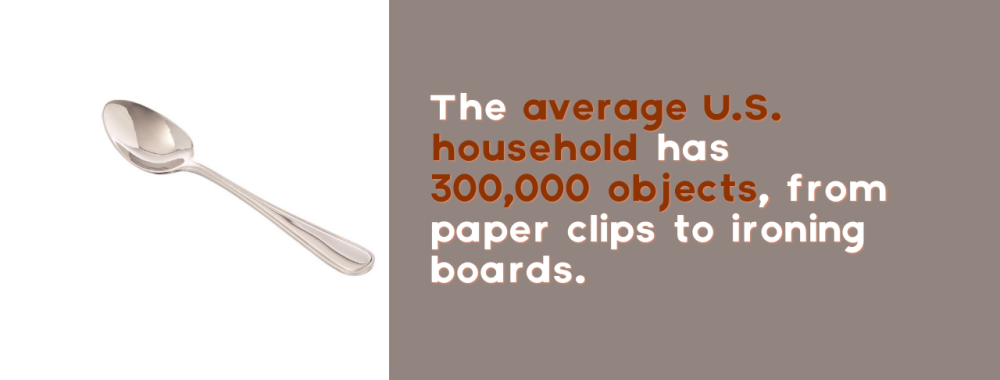 The average U.S.
household has
300,000 objects, from
paper clips to ironing
boards.